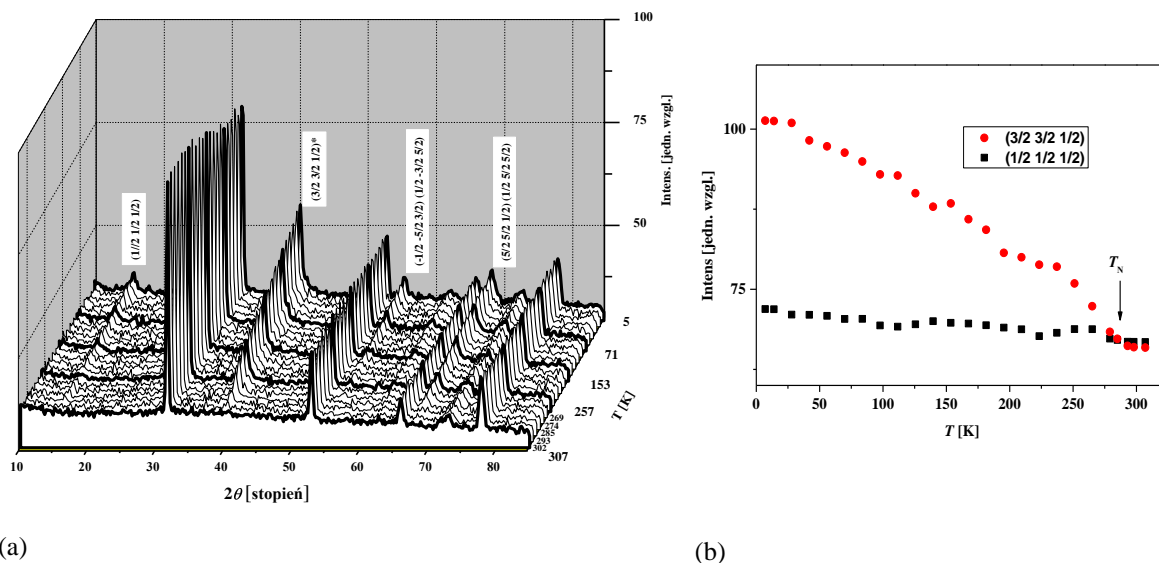 100
75
50
Intens. [jedn. wzgl.]
(1//2 1/2 1/2)
(3/2 3/2 1/2)*
(-1/2 -5/2 3/2) (1/2 -3/2 5/2)
(5/2 5/2 1/2) (1/2 5/2 5/2)
5
71
153
257
269
274
285
293
302
307
T [K]
10 20 30 40 50 60 70 80
2θ [stopień]
(a)
100
75
Intens [jedn. wzgl.]
(3/2 3/2 1/2)
(1/2 1/2 1/2)
T_N
0 50 100 150 200 250 300
T [K]
(b)